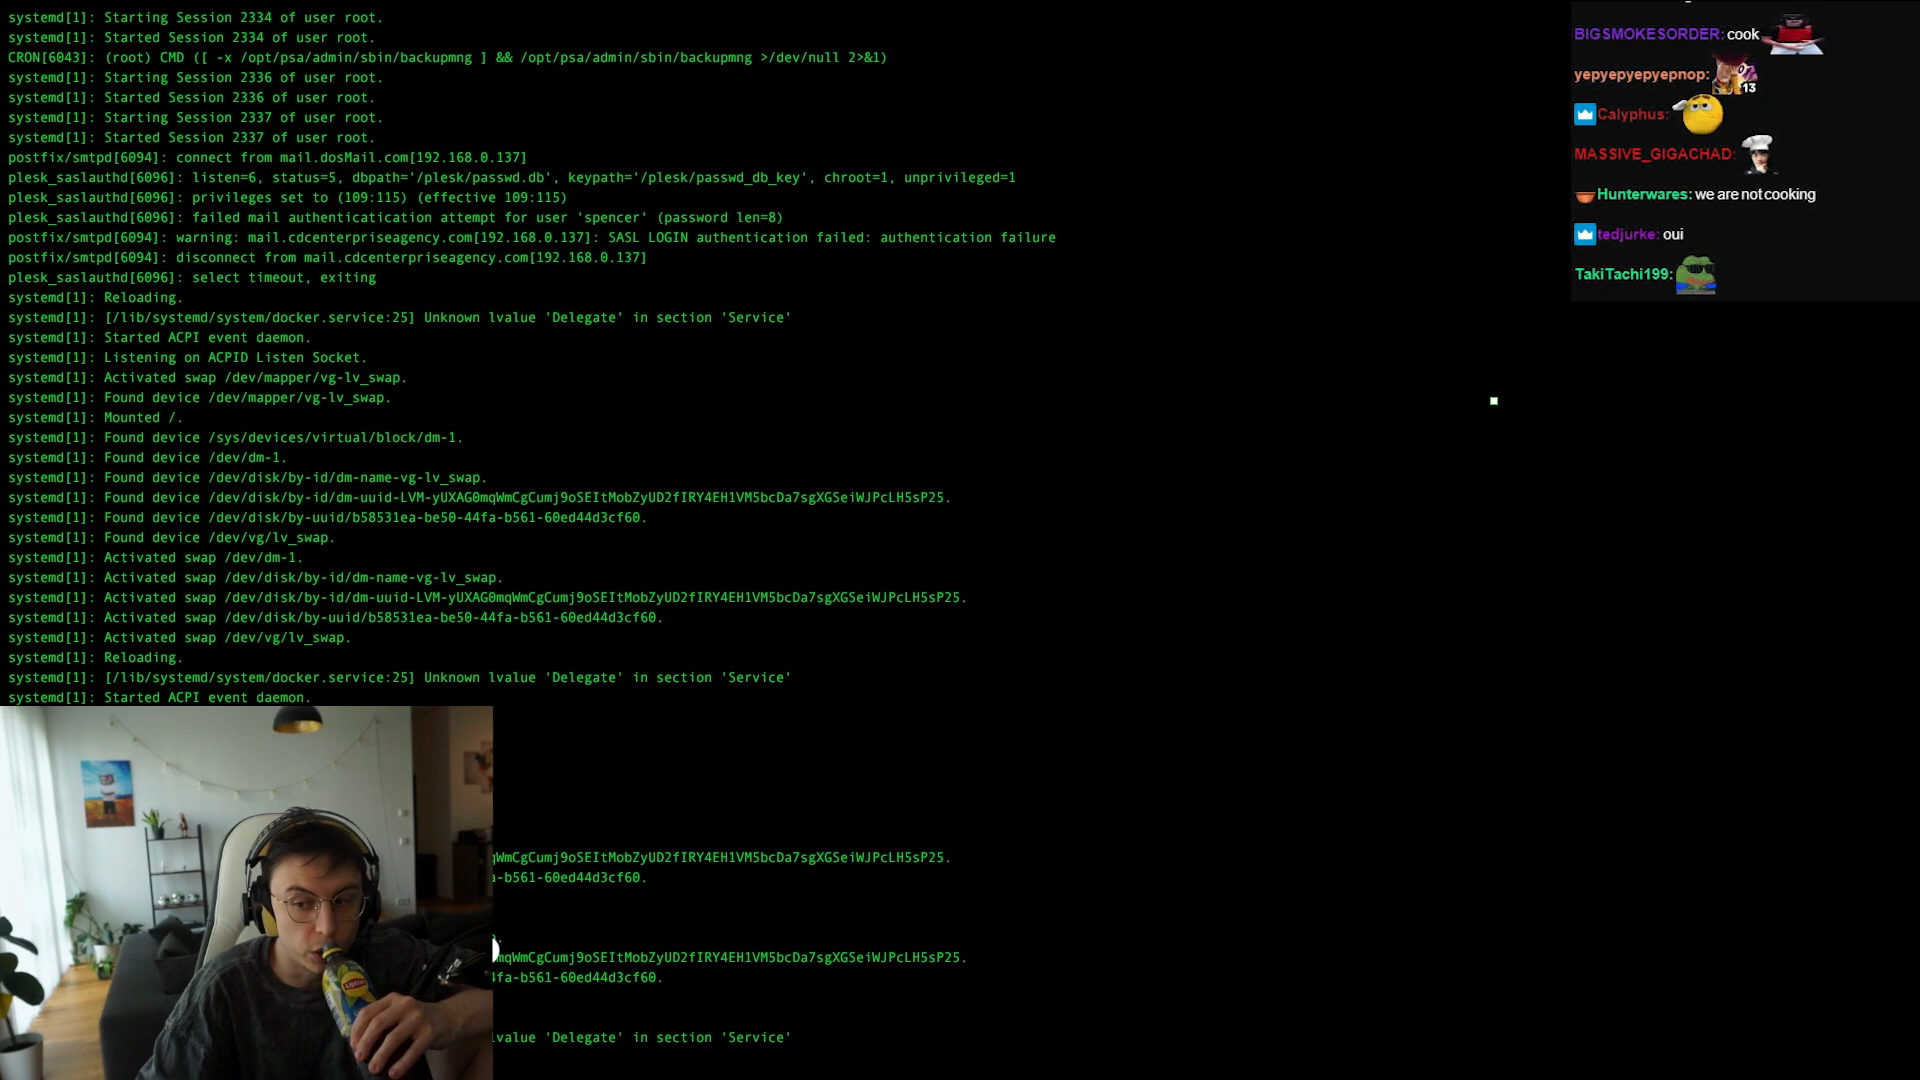 systemd[1]: Starting Session 2334 of user root.
systemd[1]: Started Session 2334 of user root.
CRON[6043]: (root) CMD ([ -x /opt/psa/admin/sbin/backupmng ] && /opt/psa/admin/sbin/backupmng >/dev/null 2>&1)
systemd[1]: Starting Session 2336 of user root.
systemd[1]: Started Session 2336 of user root.
systemd[1]: Starting Session 2337 of user root.
systemd[1]: Started Session 2337 of user root.
postfix/smtpd[6094]: connect from mail.dosMail.com[192.168.0.137]
plesk_saslauthd[6096]: listen=6, status=5, dbpath='/plesk/passwd.db', keypath='/plesk/passwd_db_key', chroot=1, unprivileged=1
plesk_saslauthd[6096]: privileges set to (109:115) (effective 109:115)
plesk_saslauthd[6096]: failed mail authenticatication attempt for user 'spencer' (password len=8)
postfix/smtpd[6094]: warning: mail.cdcenterpriseagency.com[192.168.0.137]: SASL LOGIN authentication failed: authentication failure
postfix/smtpd[6094]: disconnect from mail.cdcenterpriseagency.com[192.168.0.137]
plesk_saslauthd[6096]: select timeout, exiting
systemd[1]: Reloading.
systemd[1]: [/lib/systemd/system/docker.service:25] Unknown lvalue 'Delegate' in section 'Service'
systemd[1]: Started ACPI event daemon.
systemd[1]: Listening on ACPID Listen Socket.
systemd[1]: Activated swap /dev/mapper/vg-lv_swap.
systemd[1]: Found device /dev/mapper/vg-lv_swap.
systemd[1]: Mounted /.
systemd[1]: Found device /sys/devices/virtual/block/dm-1.
systemd[1]: Found device /dev/dm-1.
systemd[1]: Found device /dev/disk/by-id/dm-name-vg-lv_swap.
systemd[1]: Found device /dev/disk/by-id/dm-uuid-LVM-yUXAG0mqWmCgCumj9oSEItMobZyUD2fIRY4EH1VM5bcDa7sgXGSeiWJPcLH5sP25.
systemd[1]: Found device /dev/disk/by-uuid/b58531ea-be50-44fa-b561-60ed44d3cf60.
systemd[1]: Found device /dev/vg/lv_swap.
systemd[1]: Activated swap /dev/dm-1.
systemd[1]: Activated swap /dev/disk/by-id/dm-name-vg-lv_swap.
systemd[1]: Activated swap /dev/disk/by-id/dm-uuid-LVM-yUXAG0mqWmCgCumj9oSEItMobZyUD2fIRY4EH1VM5bcDa7sgXGSeiWJPcLH5sP25.
systemd[1]: Activated swap /dev/disk/by-uuid/b58531ea-be50-44fa-b561-60ed44d3cf60.
systemd[1]: Activated swap /dev/vg/lv_swap.
systemd[1]: Reloading.
systemd[1]: [/lib/systemd/system/docker.service:25] Unknown lvalue 'Delegate' in section 'Service'
systemd[1]: Started ACPI event daemon.
qWmCgCumj9oSEItMobZyUD2fIRY4EH1VM5bcDa7sgXGSeiWJPcLH5sP25.
a-b561-60ed44d3cf60.
mqWmCgCumj9oSEItMobZyUD2fIRY4EH1VM5bcDa7sgXGSeiWJPcLH5sP25.
4fa-b561-60ed44d3cf60.
lvalue 'Delegate' in section 'Service'
Lipton
BIGSMOKESORDER: cook
yepyepyepyepnop: 13
Calyphus:
MASSIVE_GIGACHAD:
Hunterwares: we are not cooking
tedjurke: oui
TakiTachi199: